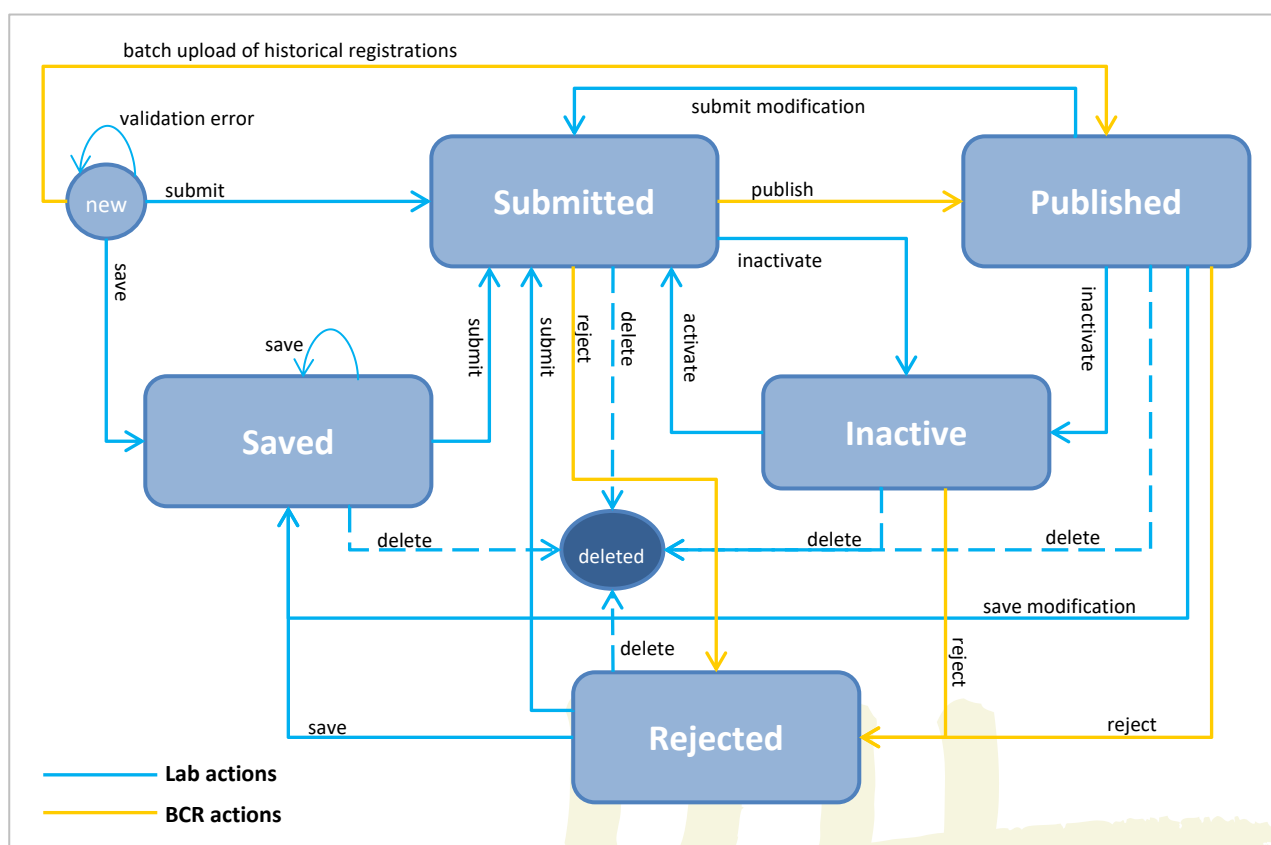 batch upload of historical registrations
submit modification
validation error
new
submit
Submitted
publish
Published
save
inactivate
submit
submit
reject
delete
activate
inactivate
save
Saved
Inactive
delete
deleted
delete
delete
save modification
delete
reject
save
Rejected
reject
Lab actions
BCR actions